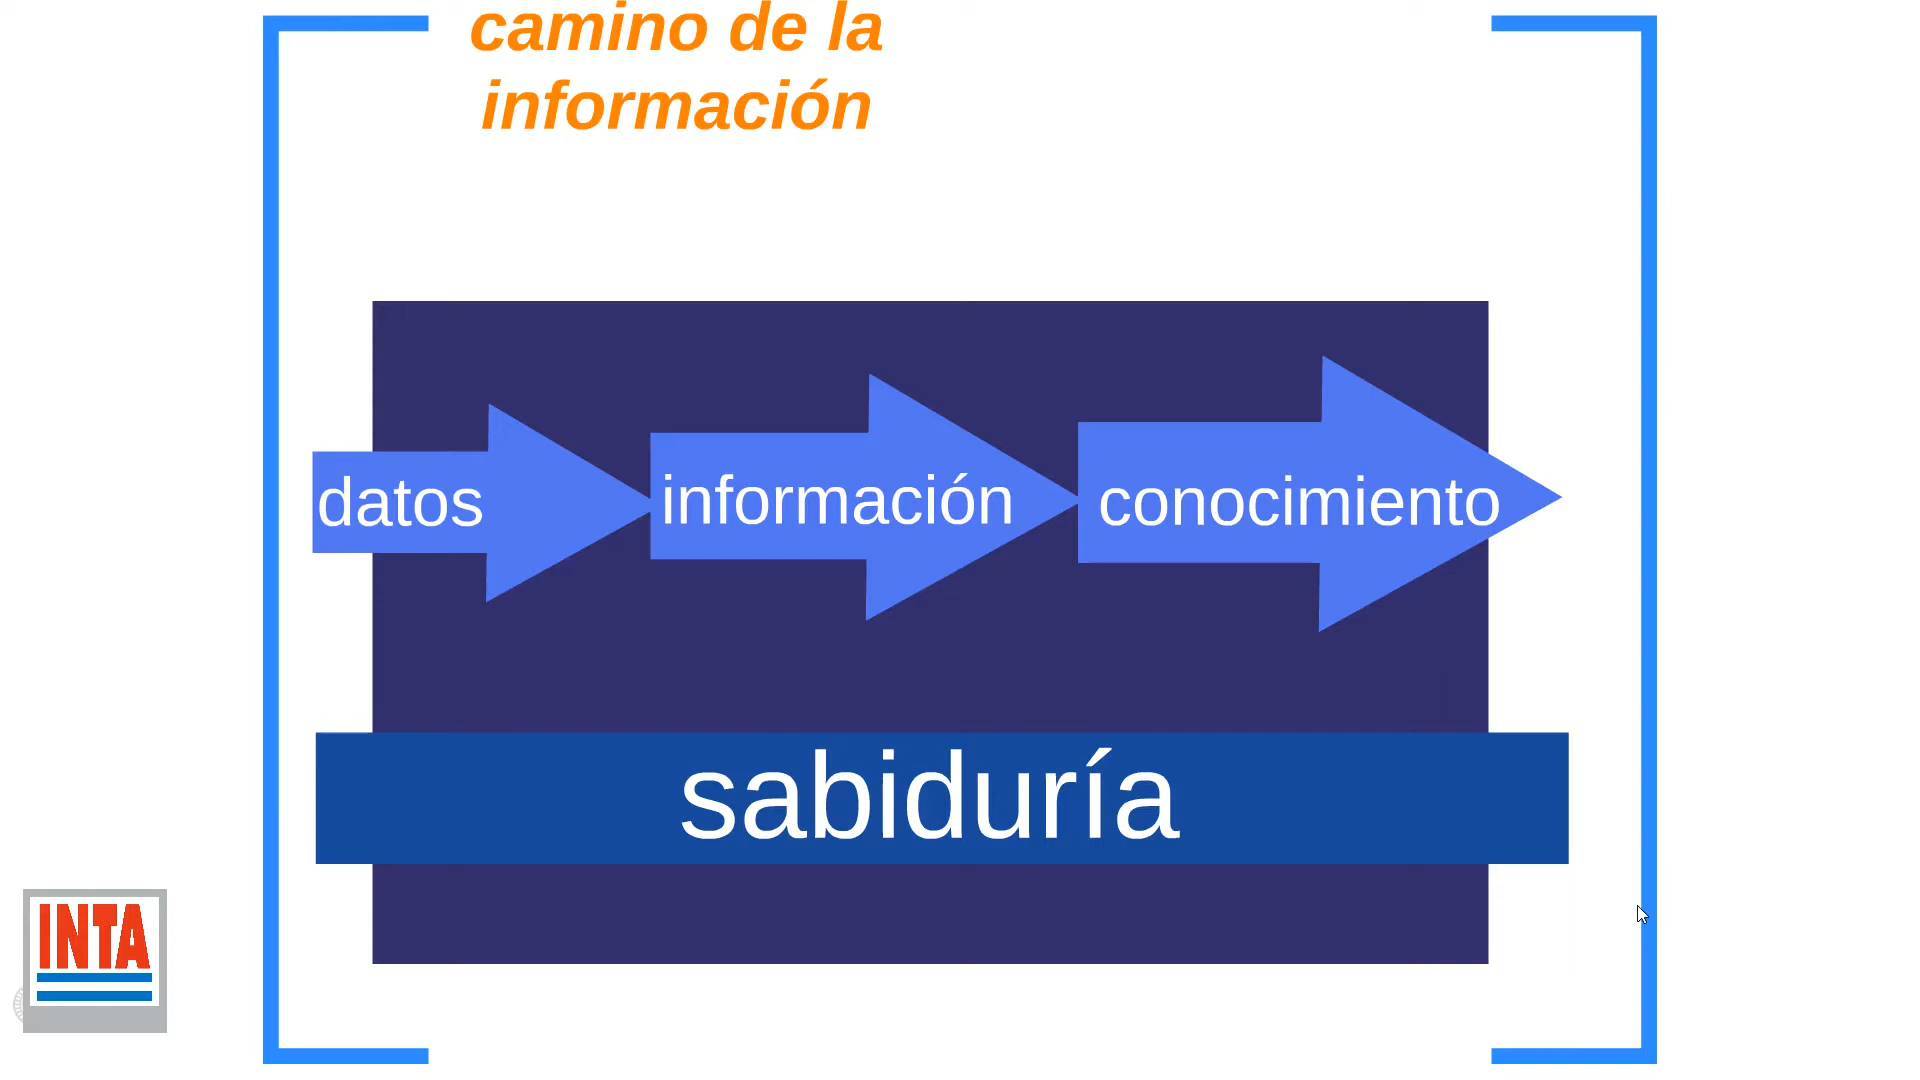 camino de la
información
datos
información
conocimiento
sabiduría
INTA